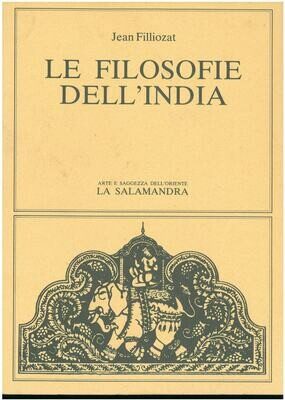 Jean Filliozat
LE FILOSOFIE
DELL'INDIA
ARTE E SAGGEZZA DELL'ORIENTE
LA SALAMANDRA